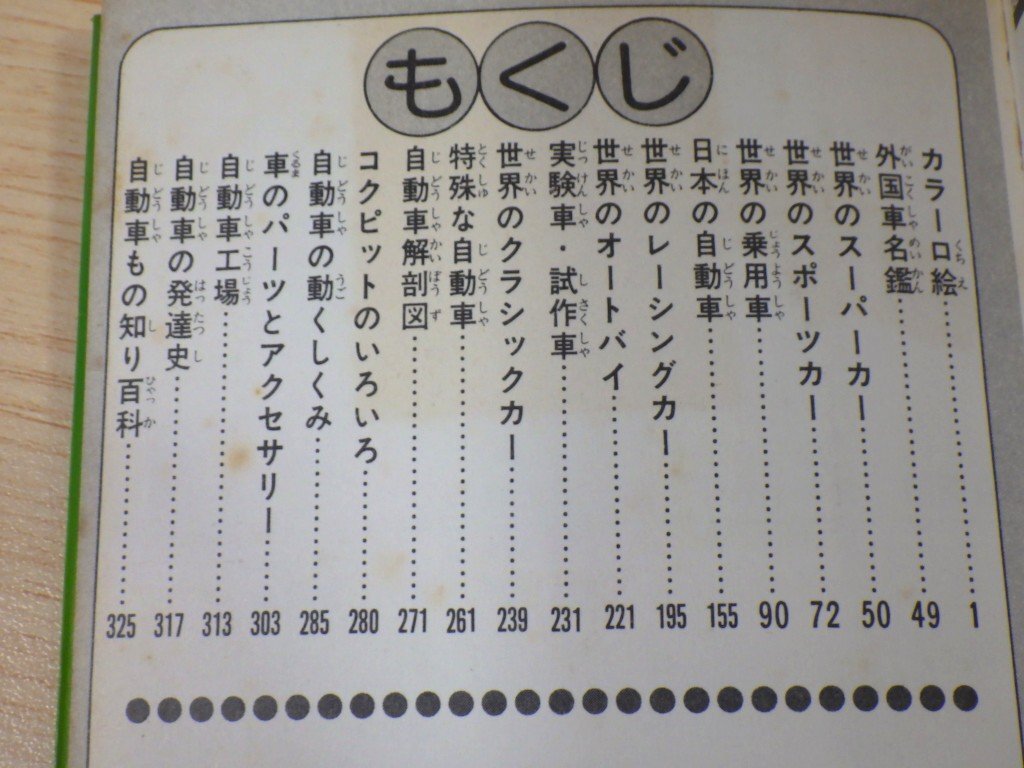 もくじ
カラー口絵……1
外国車名鑑……49
世界のスーパーカー……50
世界のスポーツカー……72
世界の乗用車……90
日本の自動車……155
世界のレーシングカー……195
世界のオートバイ……221
実験車・試作車……231
世界のクラシックカー……239
特殊な自動車……261
自動車解剖図……271
コクピットのいろいろ……280
自動車の動くしくみ……285
車のパーツとアクセサリー……303
自動車工場……313
自動車の発達史……317
自動車もの知り百科……325